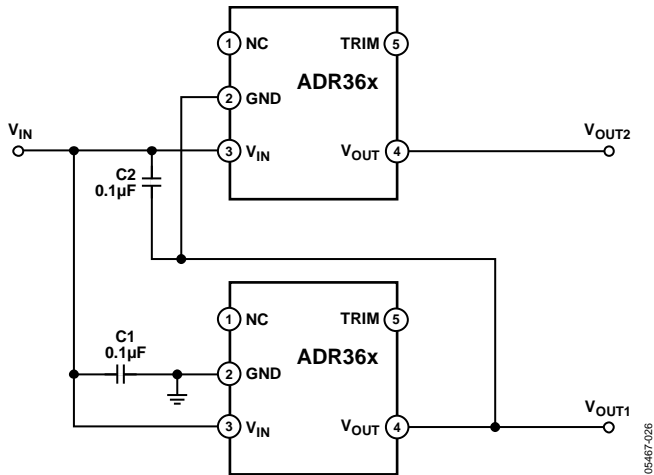 1 NC
TRIM 5
ADR36x
2 GND
VIN
3 VIN
VOUT 4
VOUT2
C2
0.1µF
1 NC
TRIM 5
C1
0.1µF
ADR36x
2 GND
3 VIN
VOUT 4
VOUT1
05467-026